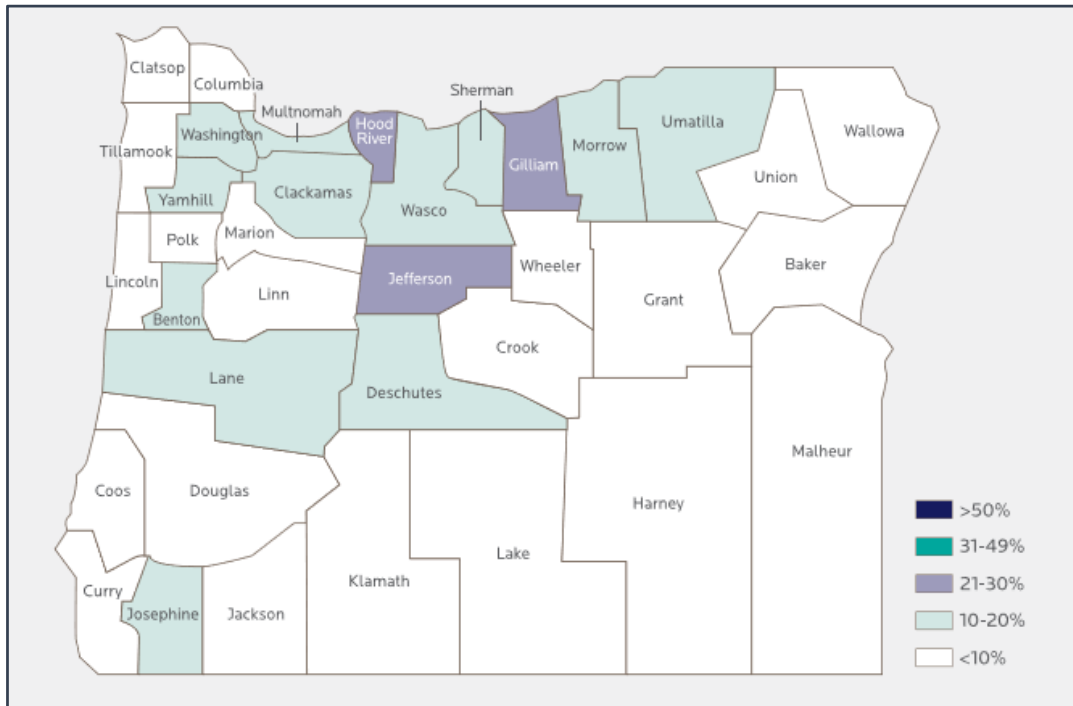 Clatsop
Columbia
Sherman
Multnomah
Hood
River
Washington
Umatilla
Wallowa
Tillamook
Morrow
Gilliam
Union
Clackamas
Yamhill
Wasco
Marion
Polk
Baker
Wheeler
Lincoln
Jefferson
Linn
Grant
Benton
Crook
Lane
Deschutes
Malheur
Coos
Douglas
Harney
>50%
31-49%
Lake
Klamath
21-30%
Curry
Josephine
Jackson
10-20%
<10%